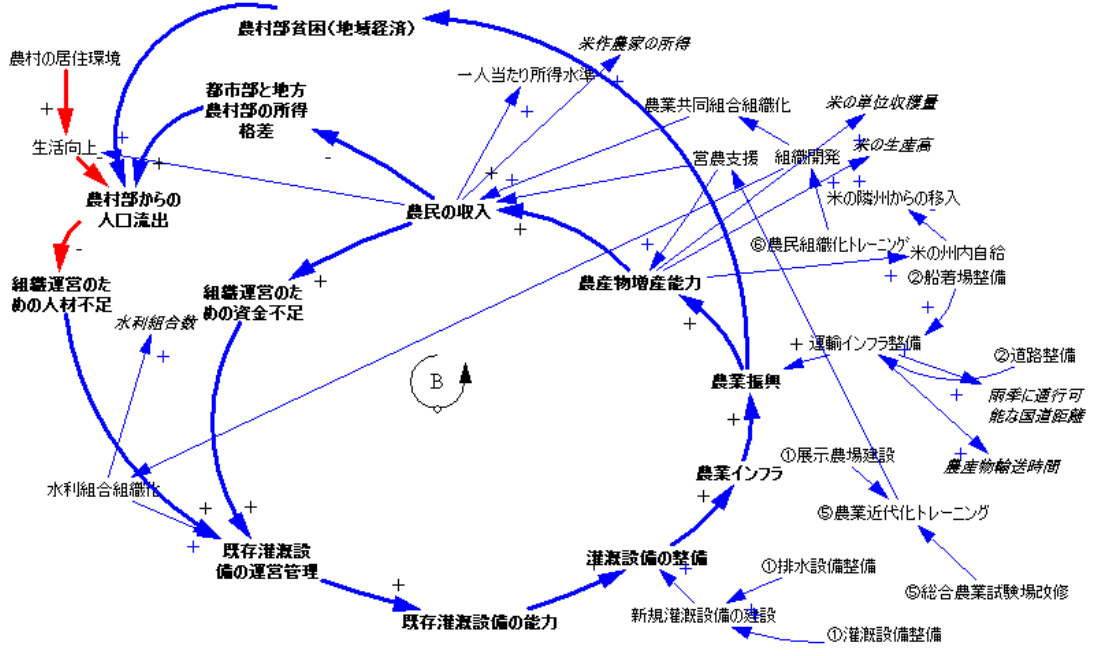 農村部貧困(地域経済)
米作農家の所得
農村の居住環境
一人当たり所得水準
都市部と地方
農村部の所得
格差
農業共同組合組織化
米の単位収穫量
生活向上
営農支援
組織開発
米の生産高
農村部からの
人口流出
農民の収入
米の隣州からの移入
⑥農民組織化トレーニング
米の州内自給
組織運営のた
めの人材不足
組織運営のた
めの資金不足
農産物増産能力
②船着場整備
水利組合数
運輸インフラ整備
②道路整備
B
農業振興
雨季に通行可
能な国道距離
①展示農場建設
農産物輸送時間
農業インフラ
水利組合組織化
⑤農業近代化トレーニング
既存灌漑設
備の運営管理
灌漑設備の整備
①排水設備整備
⑤総合農業試験場改修
既存灌漑設備の能力
新規灌漑設備の建設
①灌漑設備整備